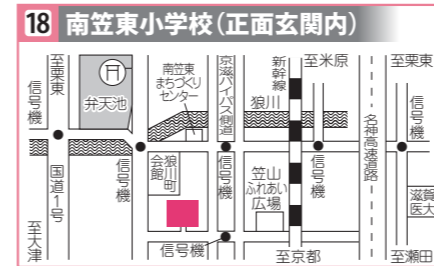 18 南笠東小学校(正面玄関内)
至栗東
信号機
弁天池
南笠東
まちづくり
センター
京滋バイパス側道
新幹線
狼川
至米原
名神高速道路
至栗東
信号機
国道1号
信号機
狼川町
会館
信号機
笠山
ふれあい
広場
信号機
信号機
滋賀
医大
至大津
信号機
至京都
至瀬田